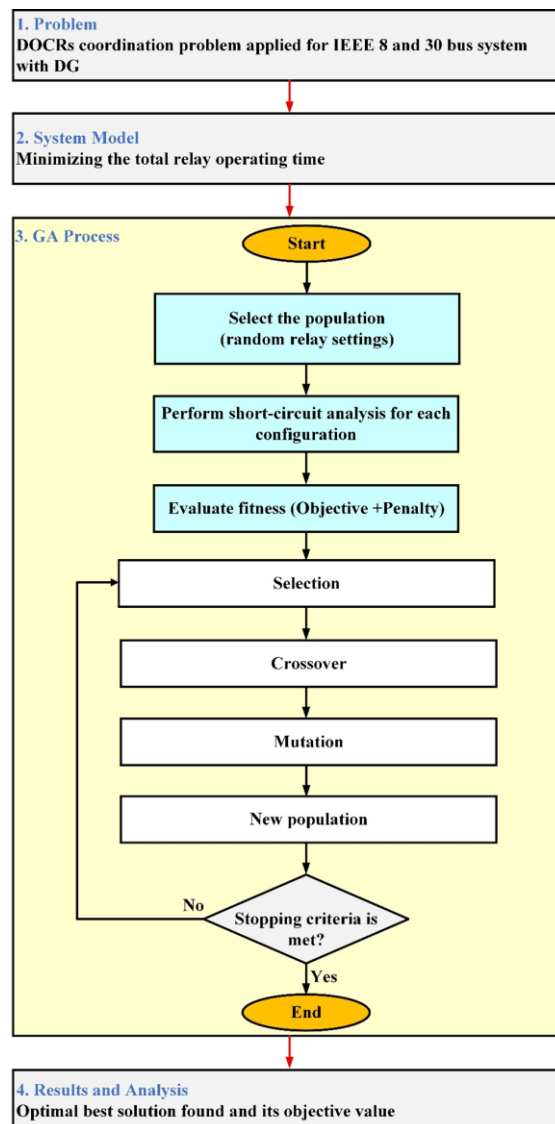 1. Problem
DOCRs coordination problem applied for IEEE 8 and 30 bus system
with DG
2. System Model
Minimizing the total relay operating time
3. GA Process
Start
Select the population
(random relay settings)
Perform short-circuit analysis for each
configuration
Evaluate fitness (Objective +Penalty)
Selection
Crossover
Mutation
New population
No
Stopping criteria is
met?
Yes
End
4. Results and Analysis
Optimal best solution found and its objective value